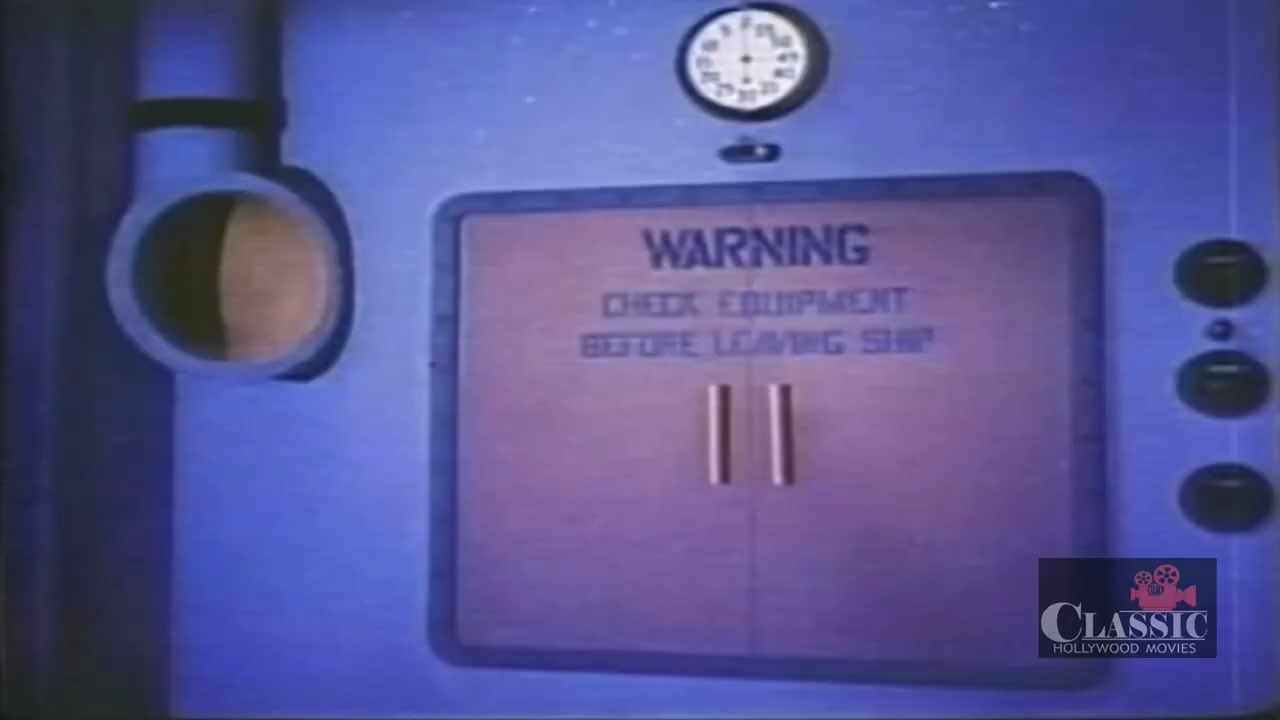 WARNING
CHECK EQUIPMENT
BEFORE LEAVING SHIP
CLASSIC
HOLLYWOOD MOVIES